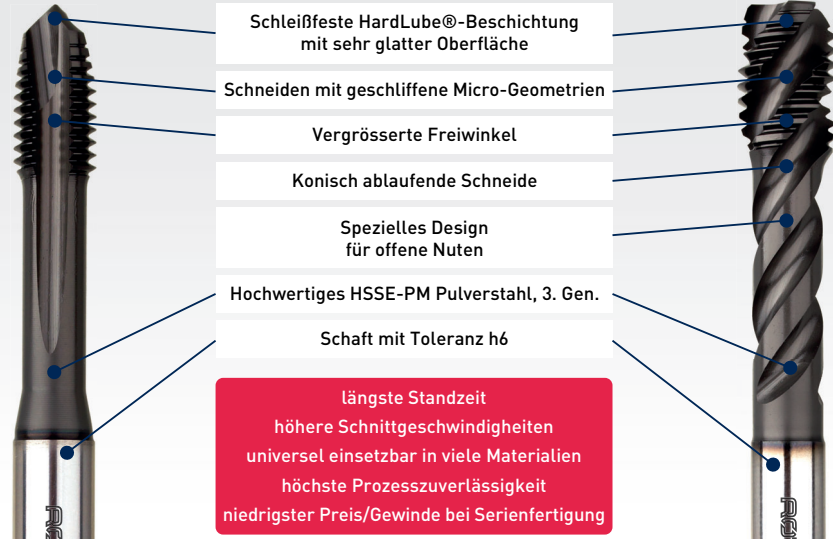 Schleißfeste HardLube®-Beschichtung
mit sehr glatter Oberfläche
Schneiden mit geschliffene Micro-Geometrien
Vergrösserte Freiwinkel
Konisch ablaufende Schneide
Spezielles Design
für offene Nuten
Hochwertiges HSSE-PM Pulverstahl, 3. Gen.
Schaft mit Toleranz h6
längste Standzeit
höhere Schnittgeschwindigheiten
universel einsetzbar in viele Materialien
höchste Prozesszuverlässigkeit
niedrigster Preis/Gewinde bei Serienfertigung